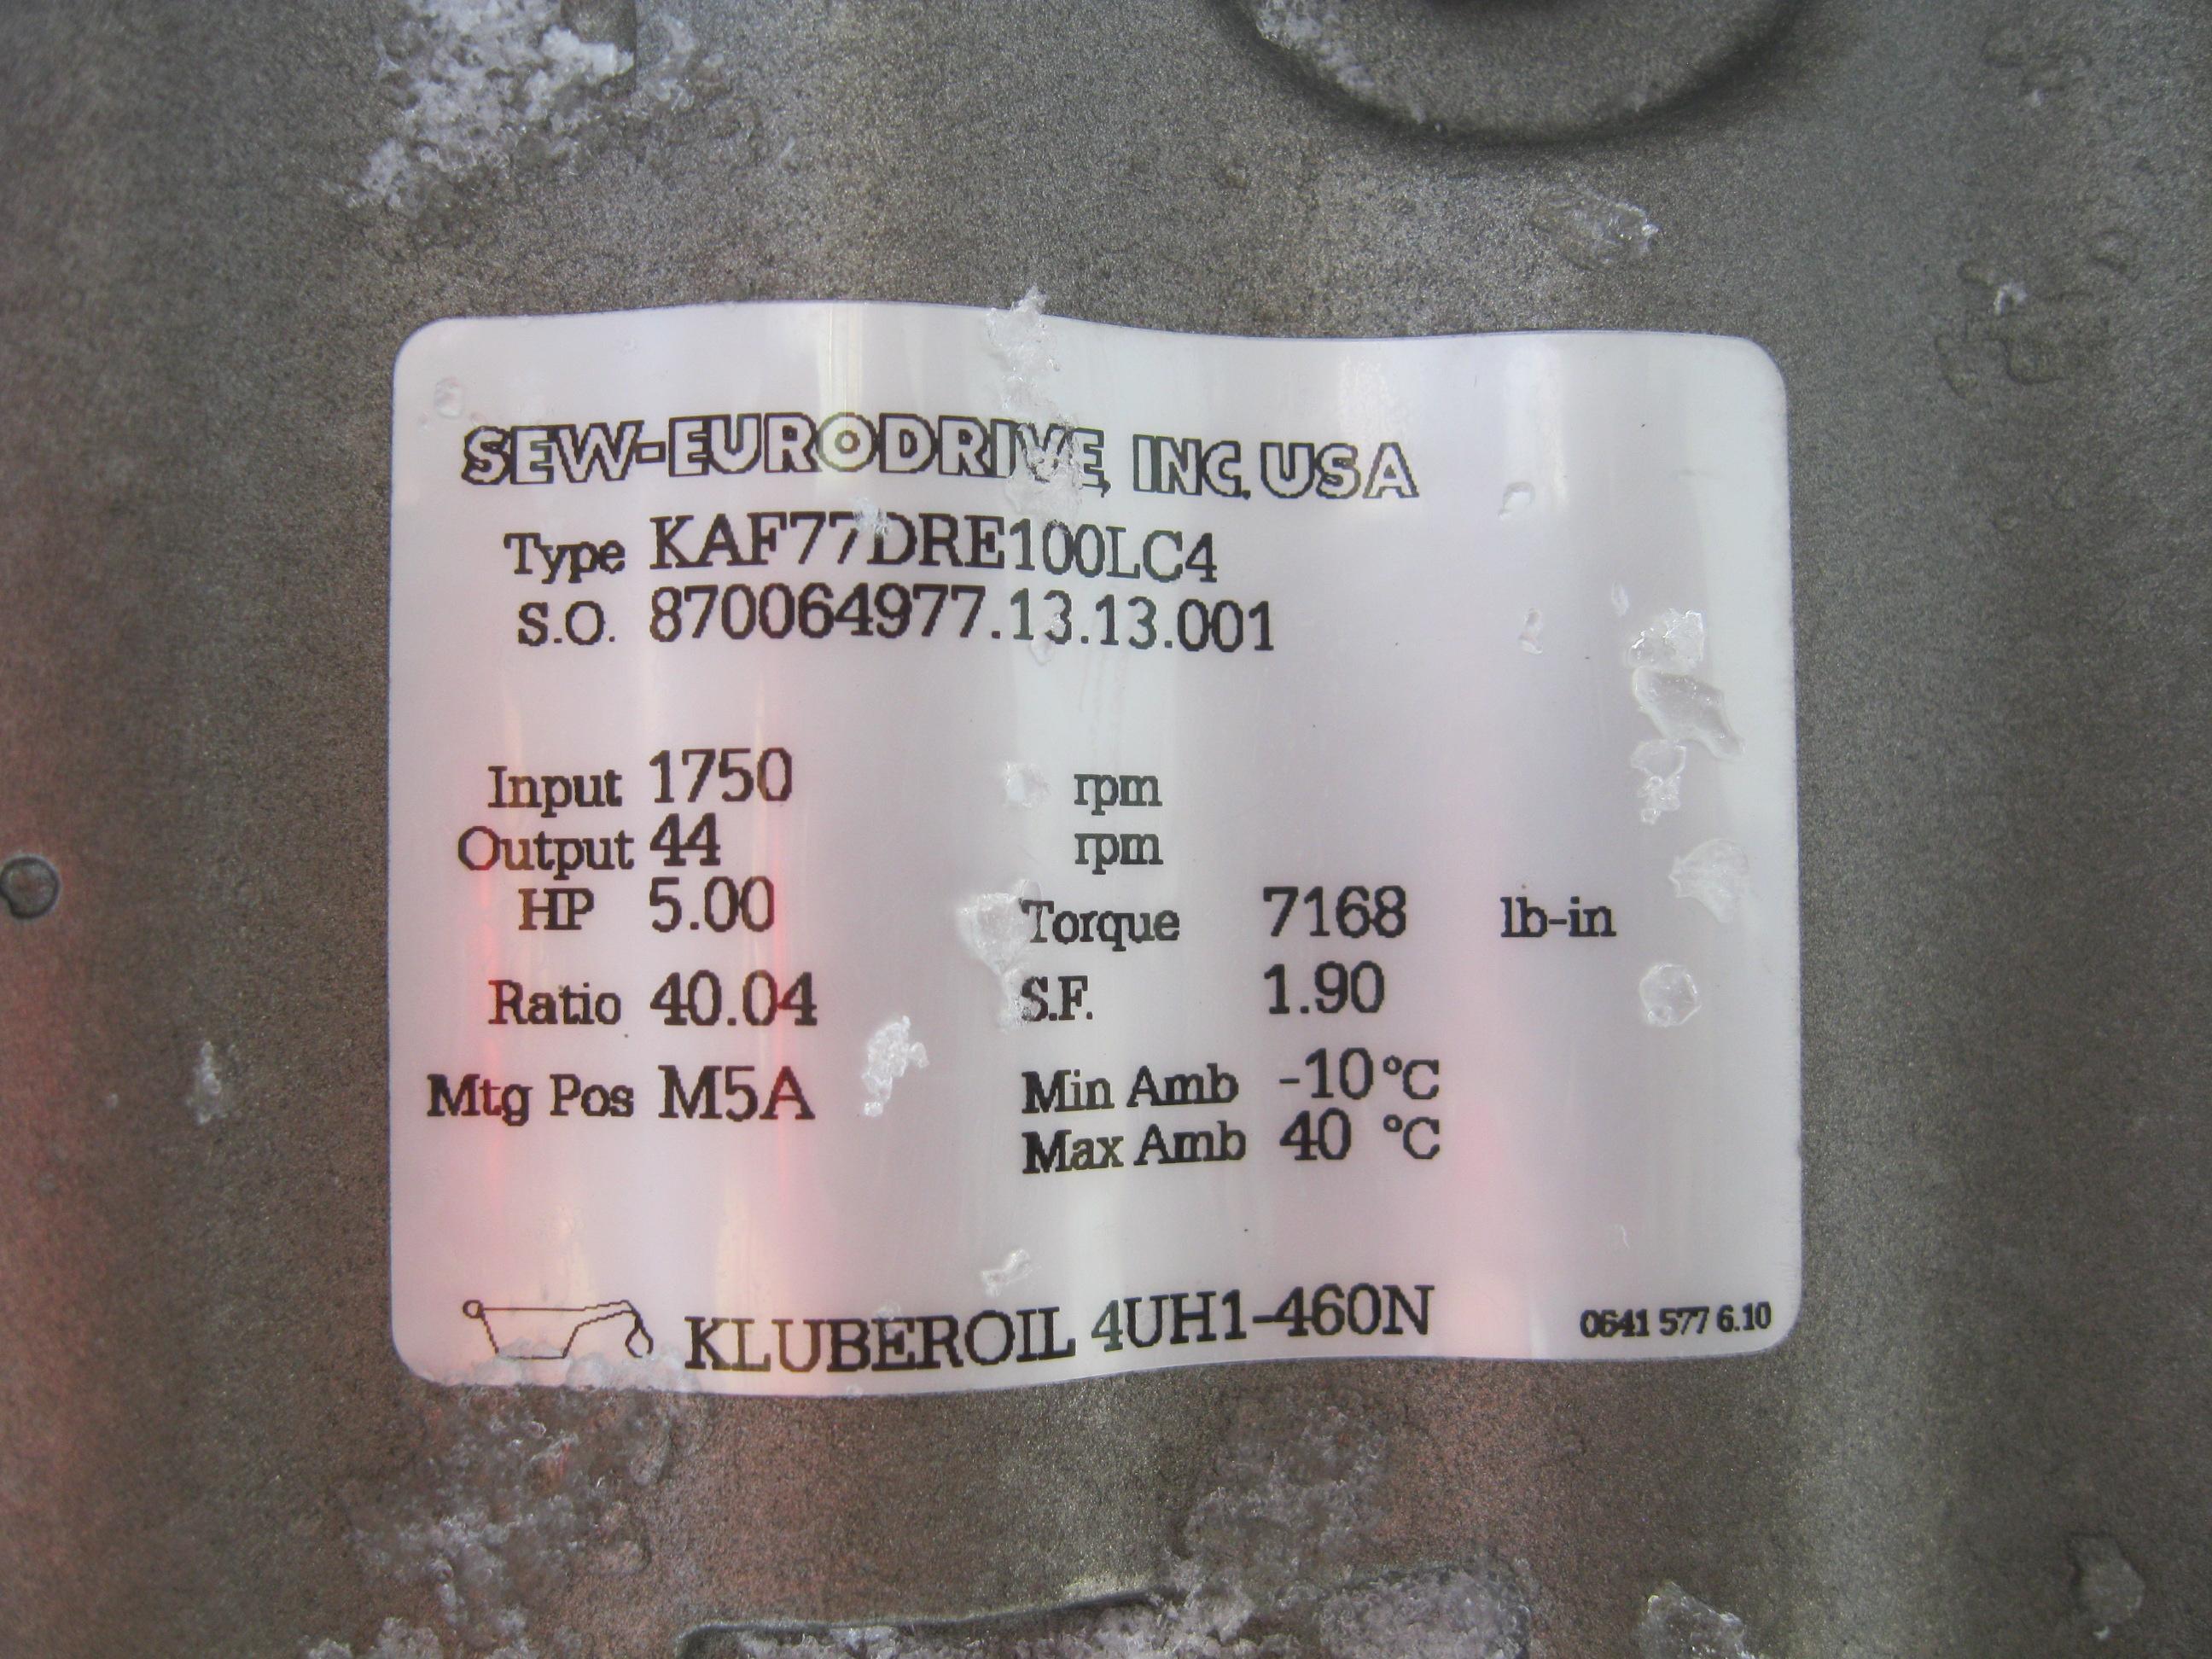 SEW-EURODRIVE, INC. USA
Type KAF77DRE100LC4
S.O. 870064977.13.13.001
Input 1750 rpm
Output 44 rpm
HP 5.00 Torque 7168 lb-in
Ratio 40.04 S.F. 1.90
Mtg Pos M5A Min Amb -10 °C
Max Amb 40 °C
KLUBEROIL 4UH1-460N 0641 577 6.10